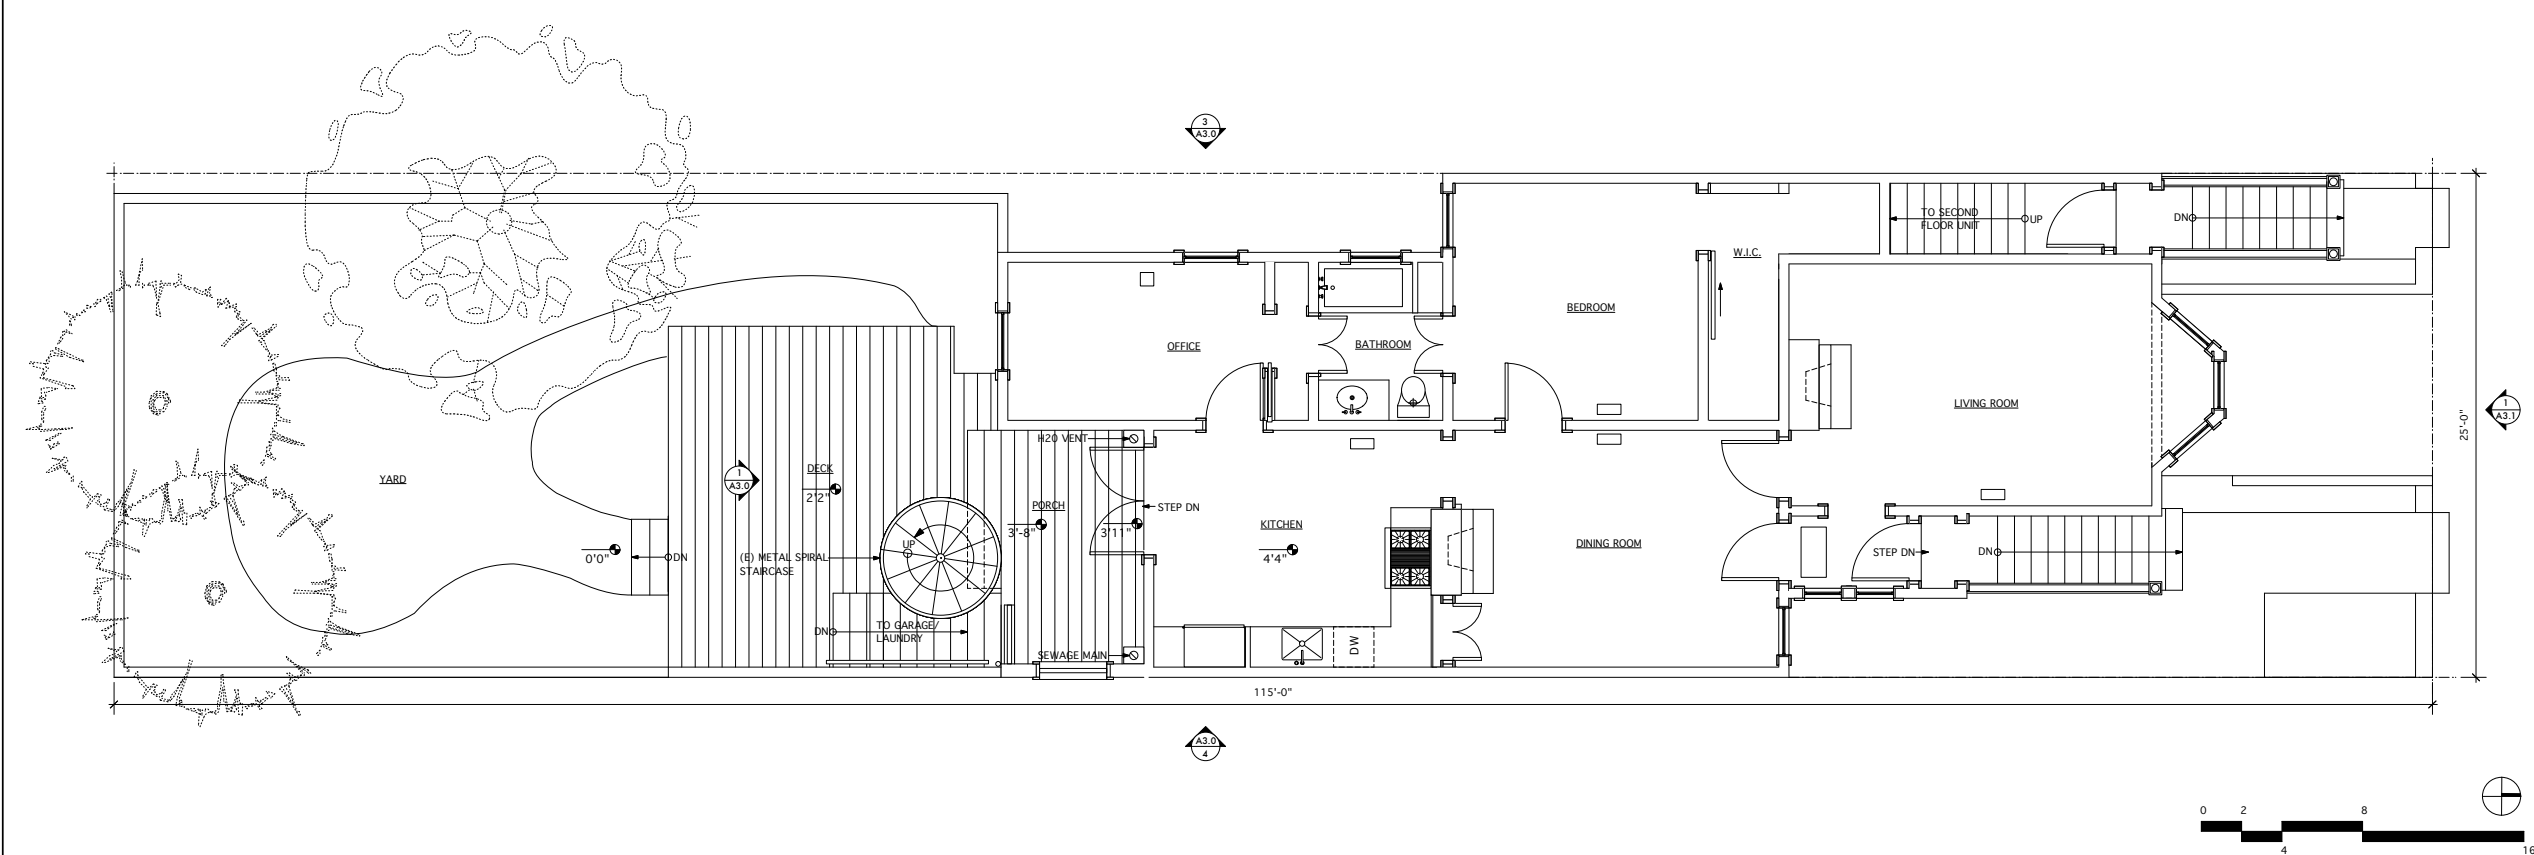 3
A3.0
TO SECOND
FLOOR UNIT
UP
DN
W.I.C.
BEDROOM
OFFICE
BATHROOM
LIVING ROOM
1
A3.1
25'-0"
H20 VENT
DECK
2'2"
1
A3.0
YARD
PORCH
3'-8"
3'11"
STEP DN
KITCHEN
4'4"
DINING ROOM
STEP DN
DN
UP
(E) METAL SPIRAL
STAIRCASE
0'0"
DN
DN
TO GARAGE/
LAUNDRY
SEWAGE MAIN
DW
115'-0"
A3.0
4
0
2
8
4
16